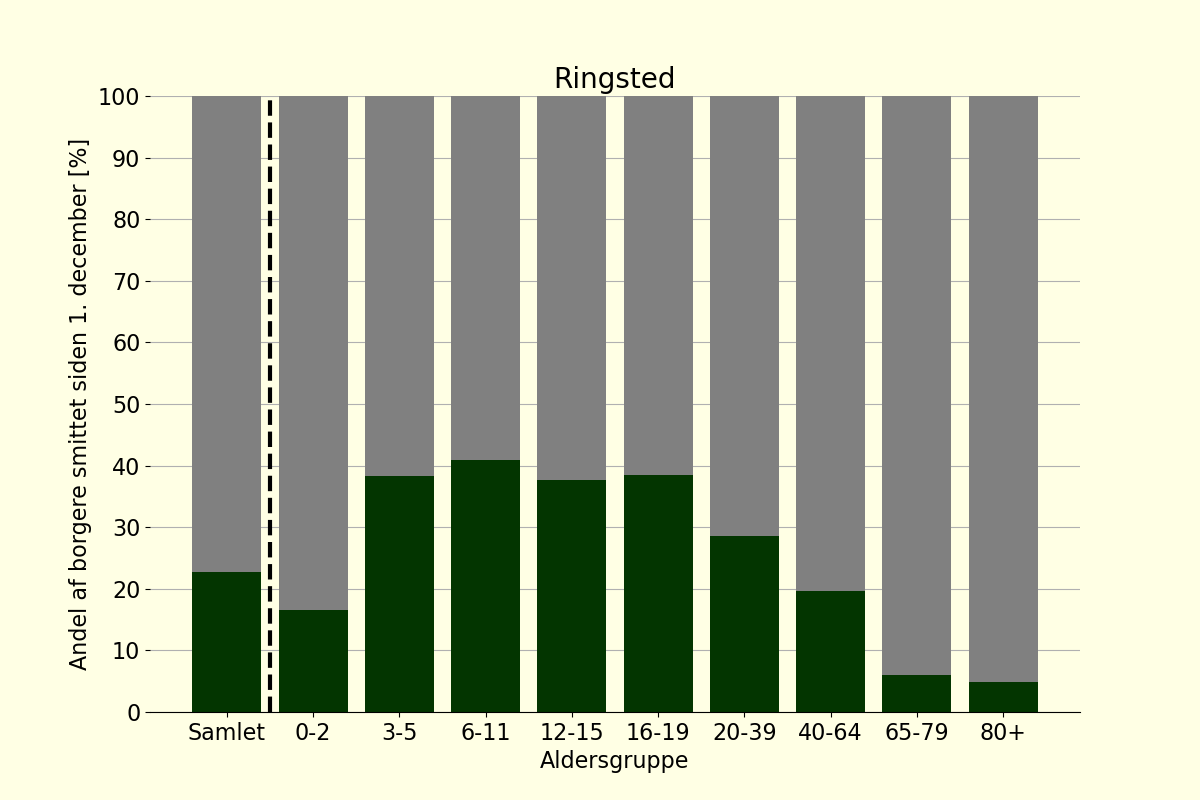 Ringsted
Andel af borgere smittet siden 1. december [%]
100
90
80
70
60
50
40
30
20
10
0
Samlet 0-2 3-5 6-11 12-15 16-19 20-39 40-64 65-79 80+
Aldersgruppe